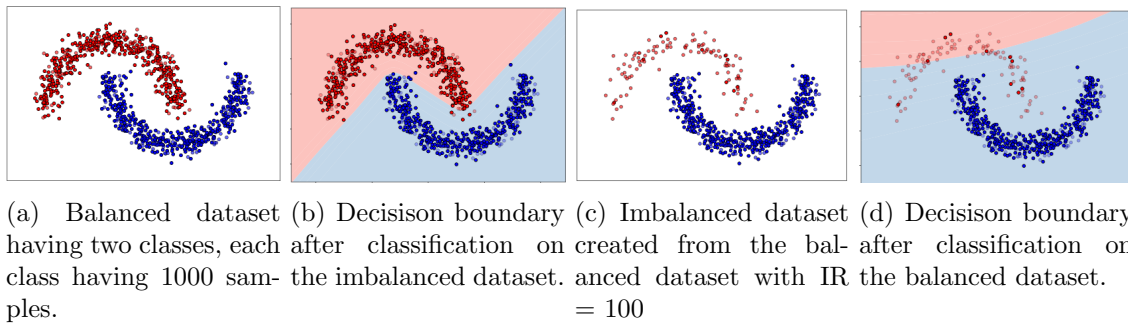 (a) Balanced dataset
having two classes, each
class having 1000 sam-
ples.
(b) Decisison boundary
after classification on
the imbalanced dataset.
(c) Imbalanced dataset
created from the bal-
anced dataset with IR
= 100
(d) Decisison boundary
after classification on
the balanced dataset.